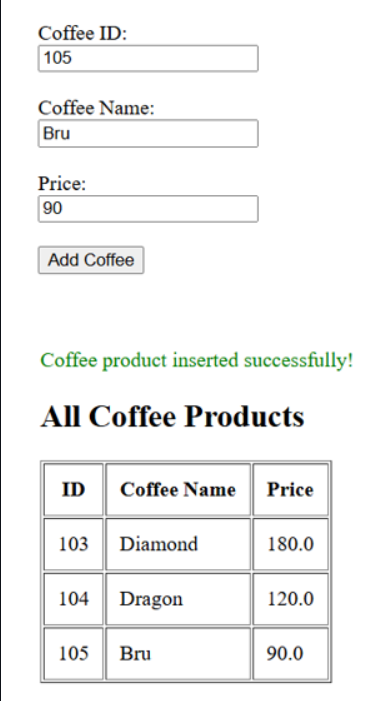 Coffee ID:
105
Coffee Name:
Bru
Price:
90
Add Coffee
Coffee product inserted successfully!
All Coffee Products
ID Coffee Name Price
103 Diamond 180.0
104 Dragon 120.0
105 Bru 90.0